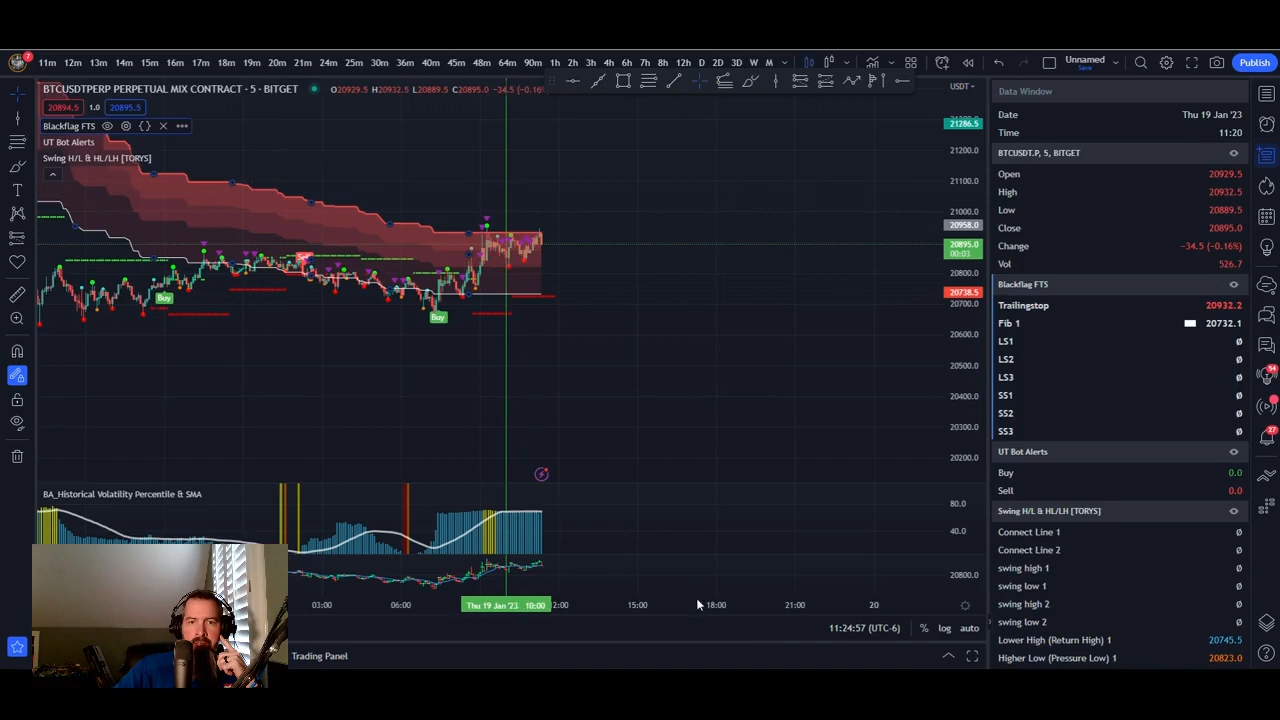 7 11m 12m 13m 14m 15m 16m 17m 18m 19m 20m 21m 22m 23m 24m 25m 30m 36m 40m 45m 48m 64m 90m 1h 2h 3h 4h 6h 7h 8h 12h D 2D 3D W M Unnamed Save Publish
BTCUSDTPERP PERPETUAL MIX CONTRACT · 5 · BITGET O20929.5 H20932.5 L20889.5 C20895.0 -34.5 (-0.16% USDT
20894.5 1.0 20895.5
Blackflag FTS
UT Bot Alerts
Swing H/L & HL/LH [TORYS]
21286.5
21200.0
21100.0
21000.0
20958.0
20895.0
00:03
20800.0
20738.5
20700.0
20600.0
20500.0
20400.0
20300.0
20200.0
Buy
Buy
BA_Historical Volatility Percentile & SMA
80.0
40.0
20800.0
03:00 06:00 Thu 19 Jan '23 10:00 2:00 15:00 18:00 21:00 20
11:24:57 (UTC-6) % log auto
Trading Panel
Data Window
Date Thu 19 Jan '23
Time 11:20
BTCUSDT.P, 5, BITGET
Open 20929.5
High 20932.5
Low 20889.5
Close 20895.0
Change -34.5 (-0.16%)
Vol 526.7
Blackflag FTS
Trailingstop 20932.2
Fib 1 20732.1
LS1 Ø
LS2 Ø
LS3 Ø
SS1 Ø
SS2 Ø
SS3 Ø
UT Bot Alerts
Buy 0.0
Sell 0.0
Swing H/L & HL/LH [TORYS]
Connect Line 1 Ø
Connect Line 2 Ø
swing high 1 Ø
swing low 1 Ø
swing high 2 Ø
swing low 2 Ø
Lower High (Return High) 1 20745.5
Higher Low (Pressure Low) 1 20823.0
54
27